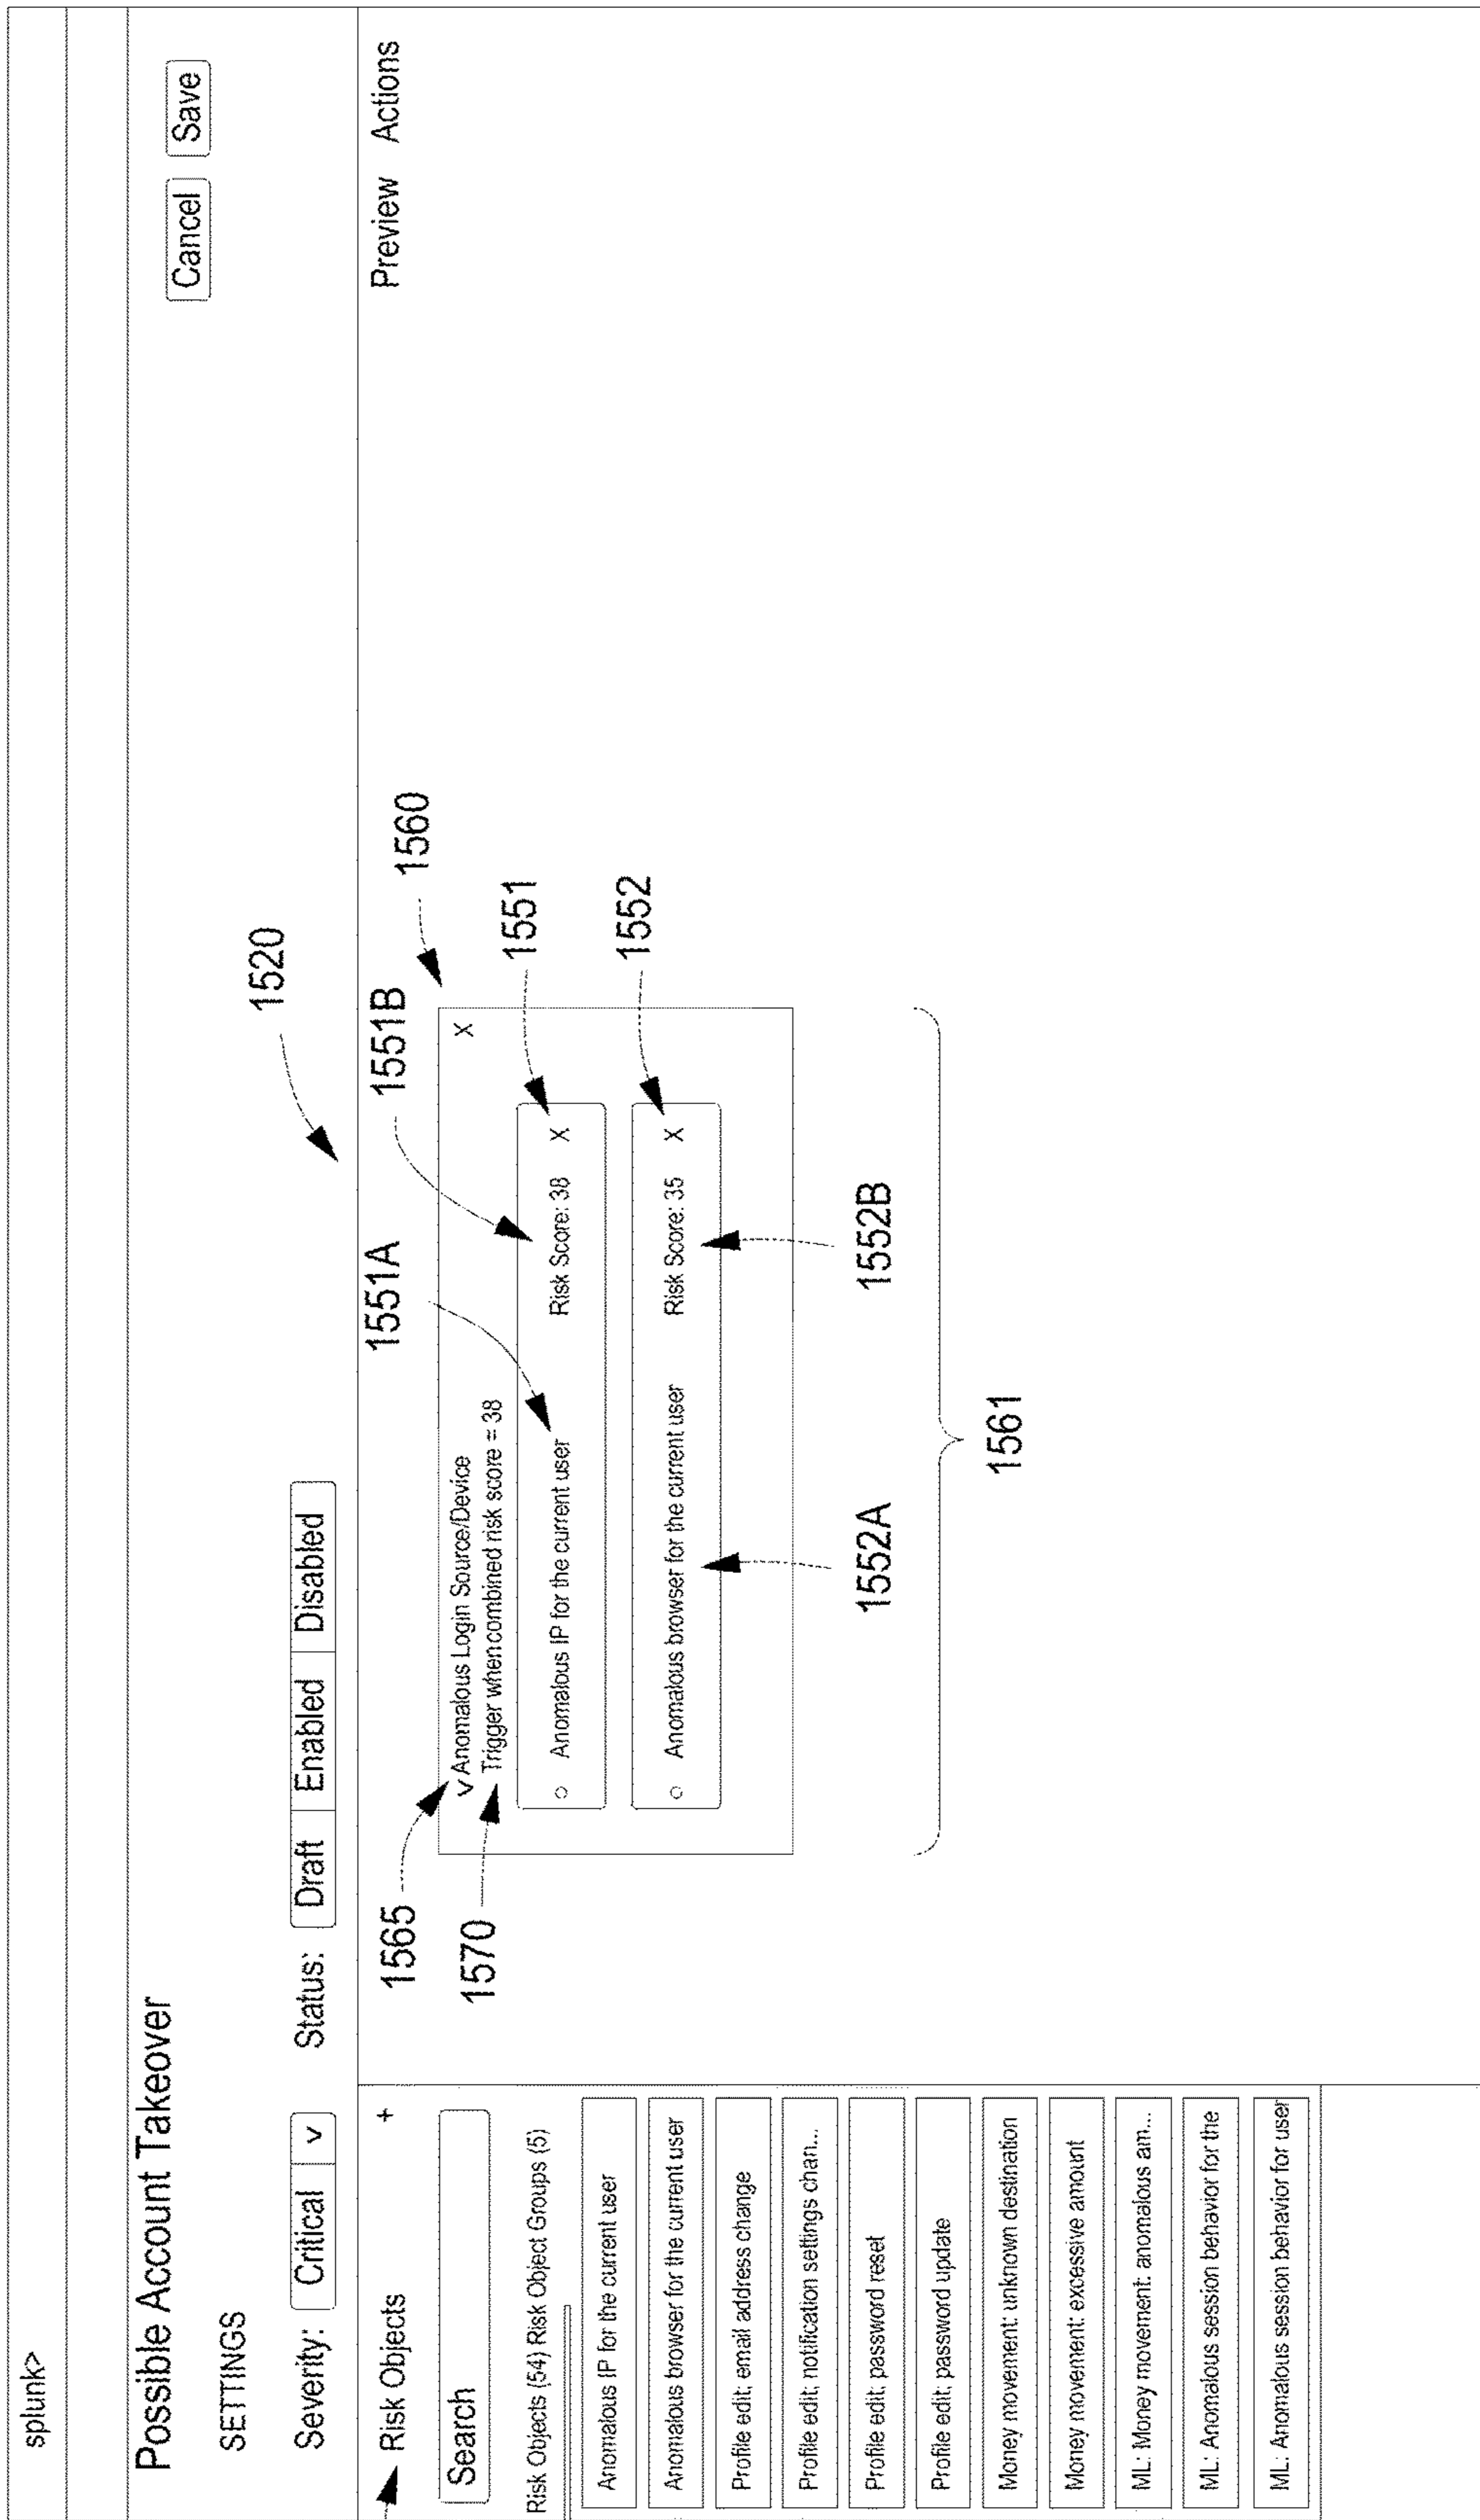 splunk>
Possible Account Takeover
Cancel Save
SETTINGS
1520
Severity: Critical v Status: Draft Enabled Disabled
Risk Objects +
Preview Actions
Search
Risk Objects (54) Risk Object Groups (5)
Anomalous IP for the current user
Anomalous browser for the current user
Profile edit; email address change
Profile edit; notification settings chan...
Profile edit; password reset
Profile edit; password update
Money movement: unknown destination
Money movement: excessive amount
ML: Money movement: anomalous am...
ML: Anomalous session behavior for the
ML: Anomalous session behavior for user
1565
1551A
1551B
1560
v Anomalous Login Source/Device X
1570
Trigger when combined risk score = 38
1551
o Anomalous IP for the current user Risk Score: 38 X
1552
o Anomalous browser for the current user Risk Score: 35 X
1552A
1552B
1561